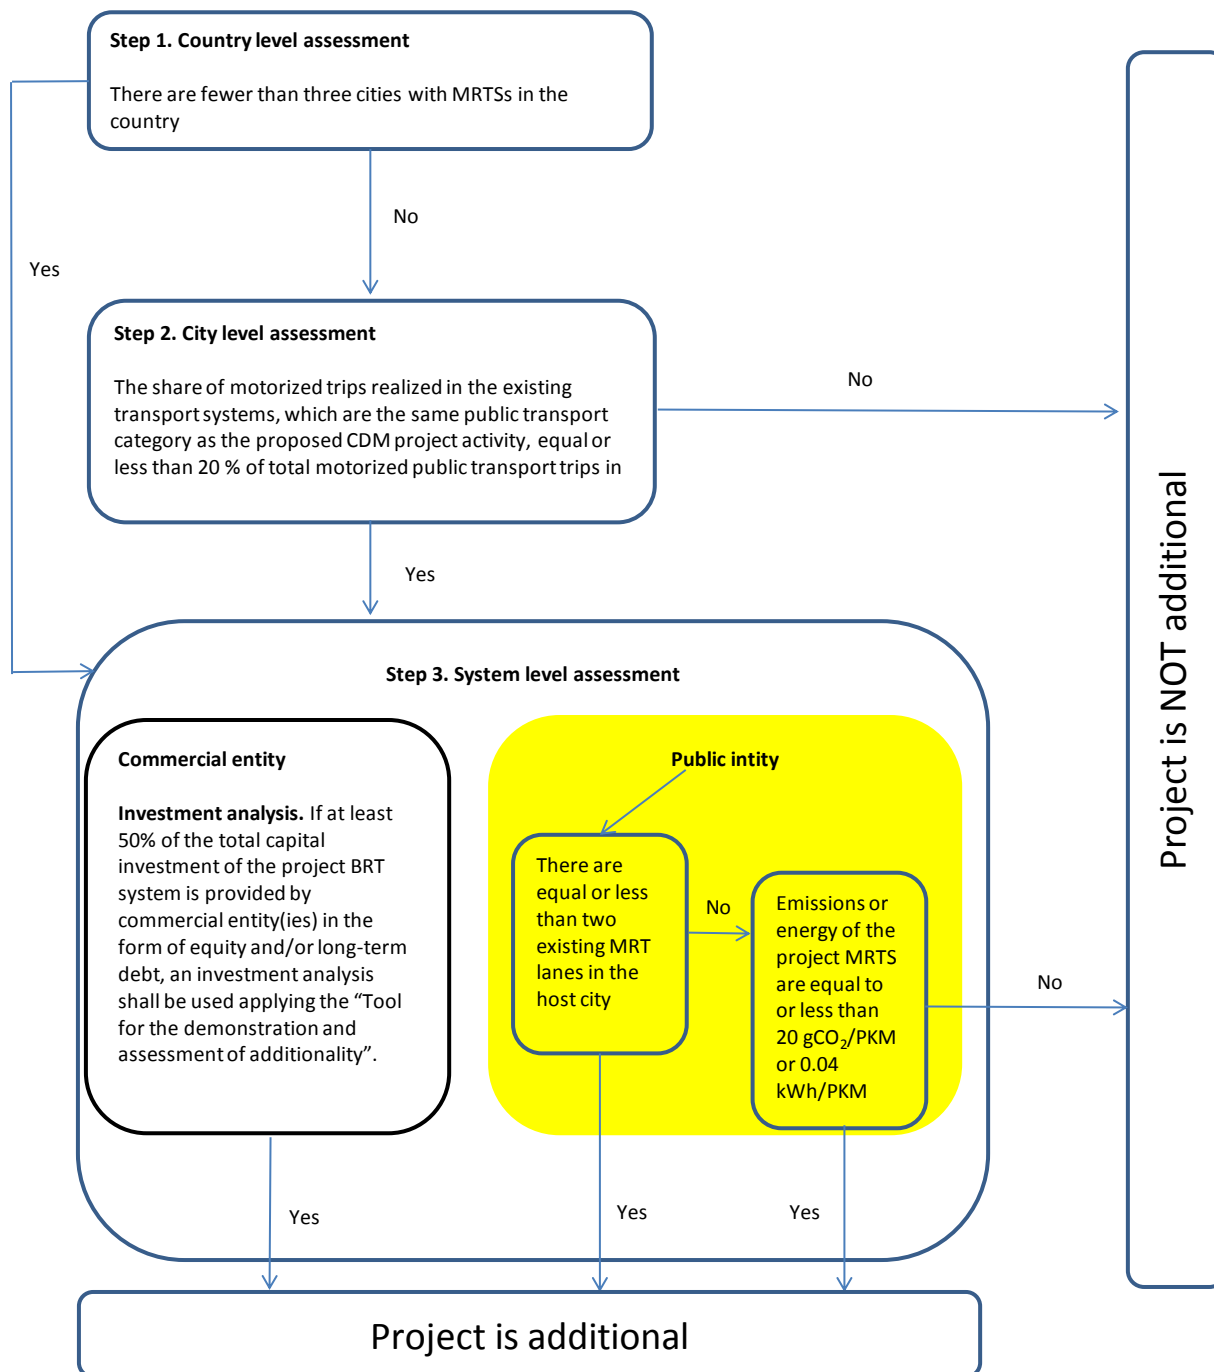 Step 1. Country level assessment
There are fewer than three cities with MRTSs in the
country
No
Yes
Step 2. City level assessment
The share of motorized trips realized in the existing
transport systems, which are the same public transport
category as the proposed CDM project activity, equal or
less than 20 % of total motorized public transport trips in
No
Yes
Step 3. System level assessment
Commercial entity
Investment analysis. If at least
50% of the total capital
investment of the project BRT
system is provided by
commercial entity(ies) in the
form of equity and/or long-term
debt, an investment analysis
shall be used applying the “Tool
for the demonstration and
assessment of additionality”.
Public intity
There are
equal or less
than two
existing MRT
lanes in the
host city
No
Emissions or
energy of the
project MRTS
are equal to
or less than
20 gCO₂/PKM
or 0.04
kWh/PKM
No
Yes
Yes
Yes
Project is additional
Project is NOT additional